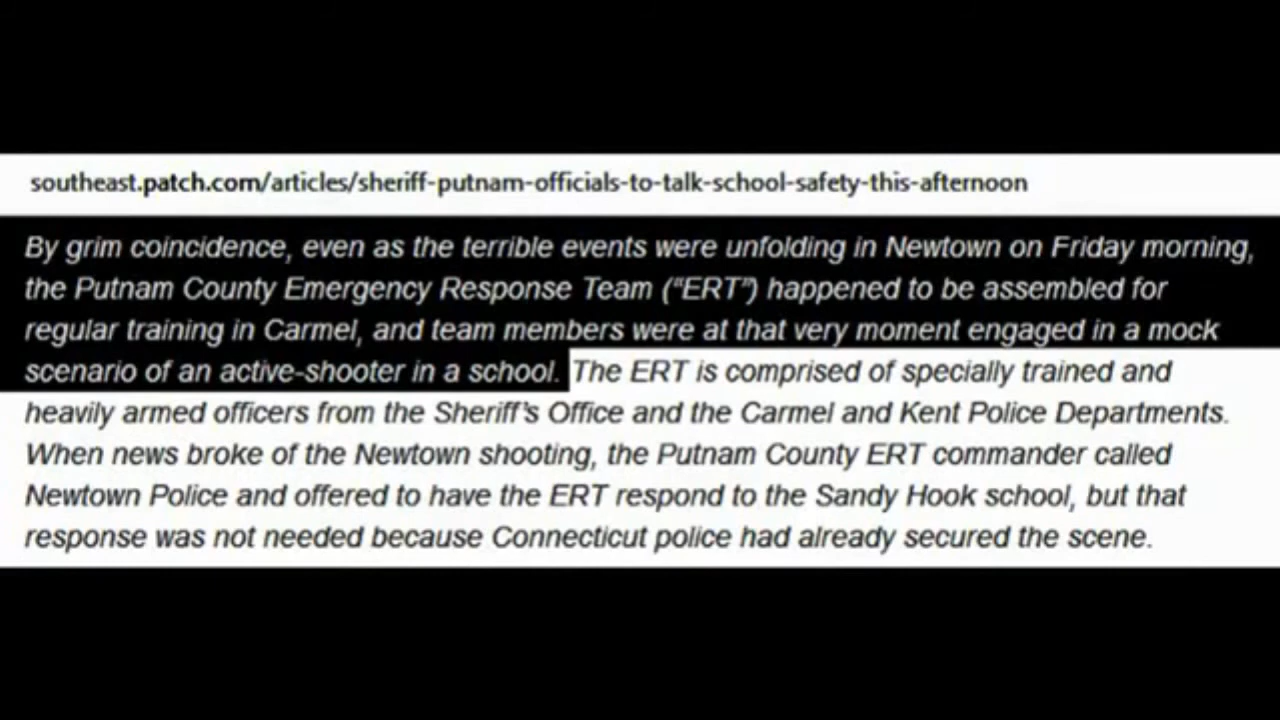 southeast.patch.com/articles/sheriff-putnam-officials-to-talk-school-safety-this-afternoon
By grim coincidence, even as the terrible events were unfolding in Newtown on Friday morning,
the Putnam County Emergency Response Team (“ERT”) happened to be assembled for
regular training in Carmel, and team members were at that very moment engaged in a mock
scenario of an active-shooter in a school. The ERT is comprised of specially trained and
heavily armed officers from the Sheriff's Office and the Carmel and Kent Police Departments.
When news broke of the Newtown shooting, the Putnam County ERT commander called
Newtown Police and offered to have the ERT respond to the Sandy Hook school, but that
response was not needed because Connecticut police had already secured the scene.